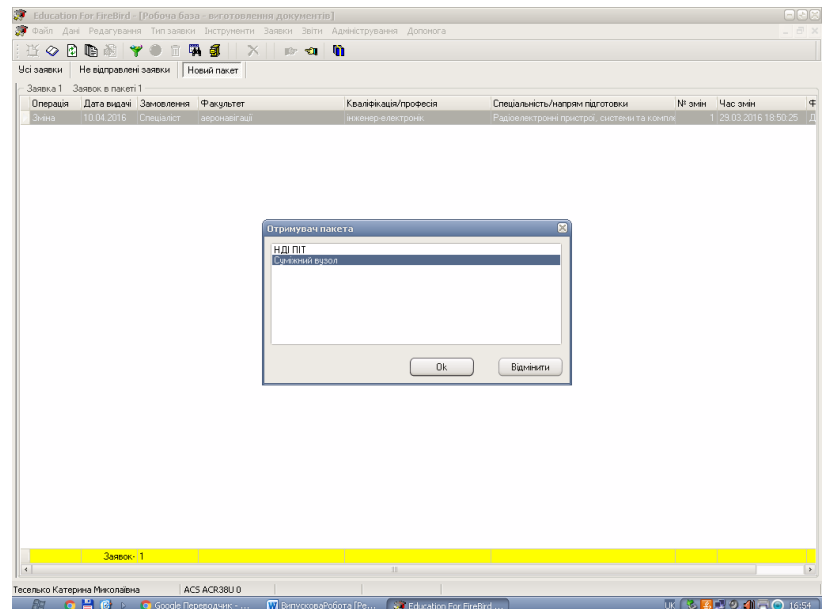 Education For FireBird - [Робоча база - виготовлення документів]
Файл Дані Редагування Тип заявки Інструменти Заявки Звіти Адміністрування Допомога
Усі заявки Не відправлені заявки Новий пакет
Заявка 1 Заявок в пакеті 1
Операція Дата видачі Замовлення Факультет Кваліфікація/професія Спеціальність/напрям підготовки № змін Час змін Ф
Зміна 10.04.2016 Спеціаліст аеронавігації інженер-електронік Радіоелектронні пристрої, системи та компле 1 29.03.2016 18:50:25 Д
Отримувач пакета
НДІ ПІТ
Суміжний вузол
Ok Відмінити
Заявок- 1
Теселько Катерина Миколаївна ACS ACR38U 0
Google Переводчик - ... ВипусковаРобота [Ре... Education For FireBird ... UK 16:54